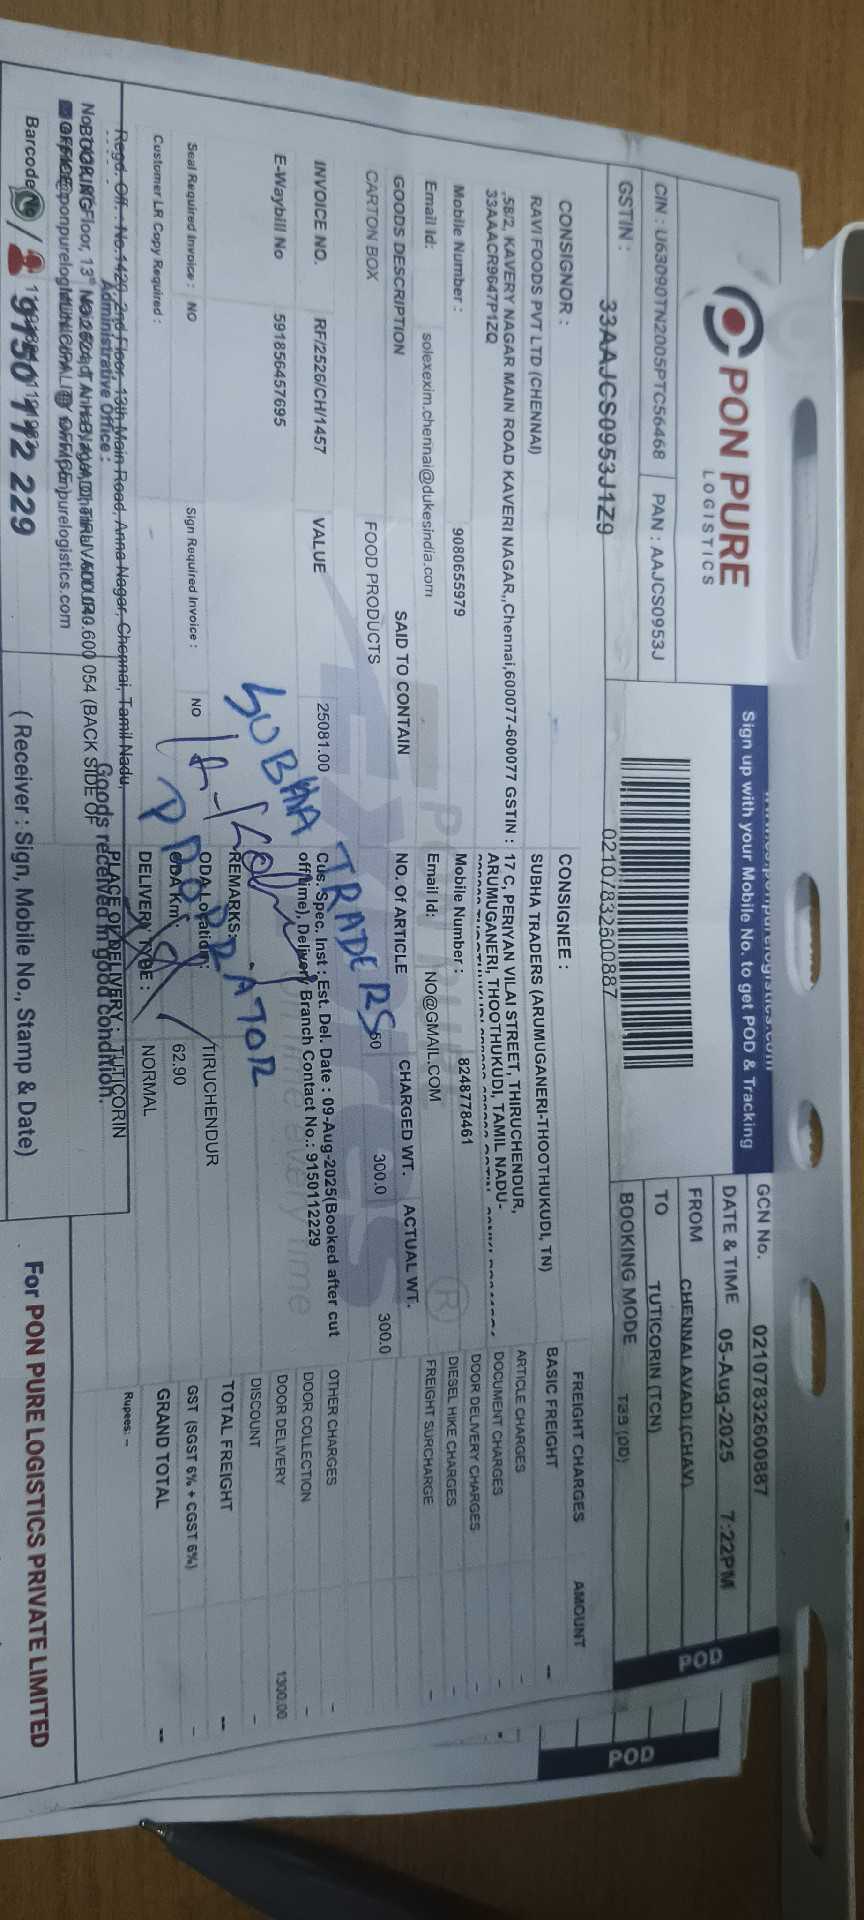 PON PURE
LOGISTICS
Sign up with your Mobile No. to get POD & Tracking
CIN : U63090TN2005PTC56468 PAN : AAJCS0953J
GSTIN : 33AAJCS0953J1Z9
02107832600887
GCN No. 02107832600887
DATE & TIME 05-Aug-2025 7:22PM
FROM CHENNAI AVADI (CHAV)
TO TUTICORIN (TCN)
BOOKING MODE
POD
POD
CONSIGNOR :
RAVI FOODS PVT LTD (CHENNAI)
,58/2, KAVERY NAGAR MAIN ROAD KAVERI NAGAR,,Chennai,600077-600077 GSTIN :
33AAACR9647P1ZQ
Mobile Number : 9080655979
Email Id: solexexim.chennai@dukesindia.com
CONSIGNEE :
SUBHA TRADERS (ARUMUGANERI-THOOTHUKUDI, TN)
17 C, PERIYAN VILAI STREET, THIRUCHENDUR,
ARUMUGANERI, THOOTHUKUDI, TAMIL NADU-
Mobile Number : 8248778461
Email Id: NO@GMAIL.COM
GOODS DESCRIPTION SAID TO CONTAIN NO. Of ARTICLE CHARGED WT. ACTUAL WT.
CARTON BOX FOOD PRODUCTS 60 300.0 300.0
INVOICE NO. RF/2526/CH/1457 VALUE 25081.00
E-Waybill No 591856457695
Cus. Spec. Inst : Est. Del. Date : 09-Aug-2025(Booked after cut
off time), Delivery Branch Contact No.: 9150112229
REMARKS:
Seal Required Invoice : NO Sign Required Invoice : NO
Customer LR Copy Required :
ODA Location: TIRUCHENDUR
ODA Km : 62.90
DELIVERY TYPE : NORMAL
PLACE OF DELIVERY : TUTICORIN
SUBHA TRADERS
FREIGHT CHARGES AMOUNT
BASIC FREIGHT --
ARTICLE CHARGES -
DOCUMENT CHARGES -
DOOR DELIVERY CHARGES -
DIESEL HIKE CHARGES -
FREIGHT SURCHARGE -
OTHER CHARGES -
DOOR COLLECTION -
DOOR DELIVERY 1300.00
DISCOUNT -
TOTAL FREIGHT --
GST (SGST 6% + CGST 6%) -
GRAND TOTAL --
Rupees: --
Regd. Off. : No.1429, 2nd Floor, 13th Main Road, Anna Nagar, Chennai, Tamil Nadu,
Administrative Office :
9150 112 229
Goods received in good condition.
( Receiver : Sign, Mobile No., Stamp & Date)
For PON PURE LOGISTICS PRIVATE LIMITED